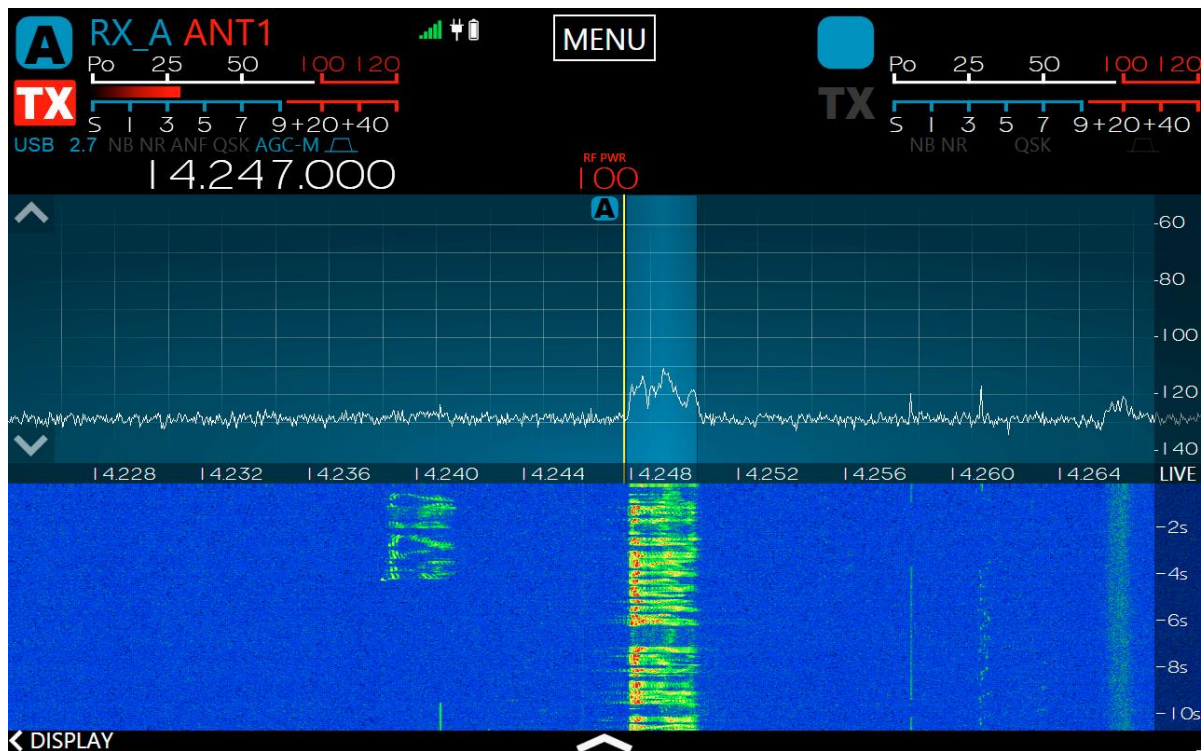 A RX_A ANT1 MENU
Po 25 50 100 120 Po 25 50 100 120
TX TX
S 1 3 5 7 9+20+40 S 1 3 5 7 9+20+40
USB 2.7 NB NR ANF QSK AGC-M NB NR QSK
14.247.000
RF PWR
100
A
-60
-80
-100
-120
-140
14.228 14.232 14.236 14.240 14.244 14.248 14.252 14.256 14.260 14.264 LIVE
-2s
-4s
-6s
-8s
-10s
DISPLAY